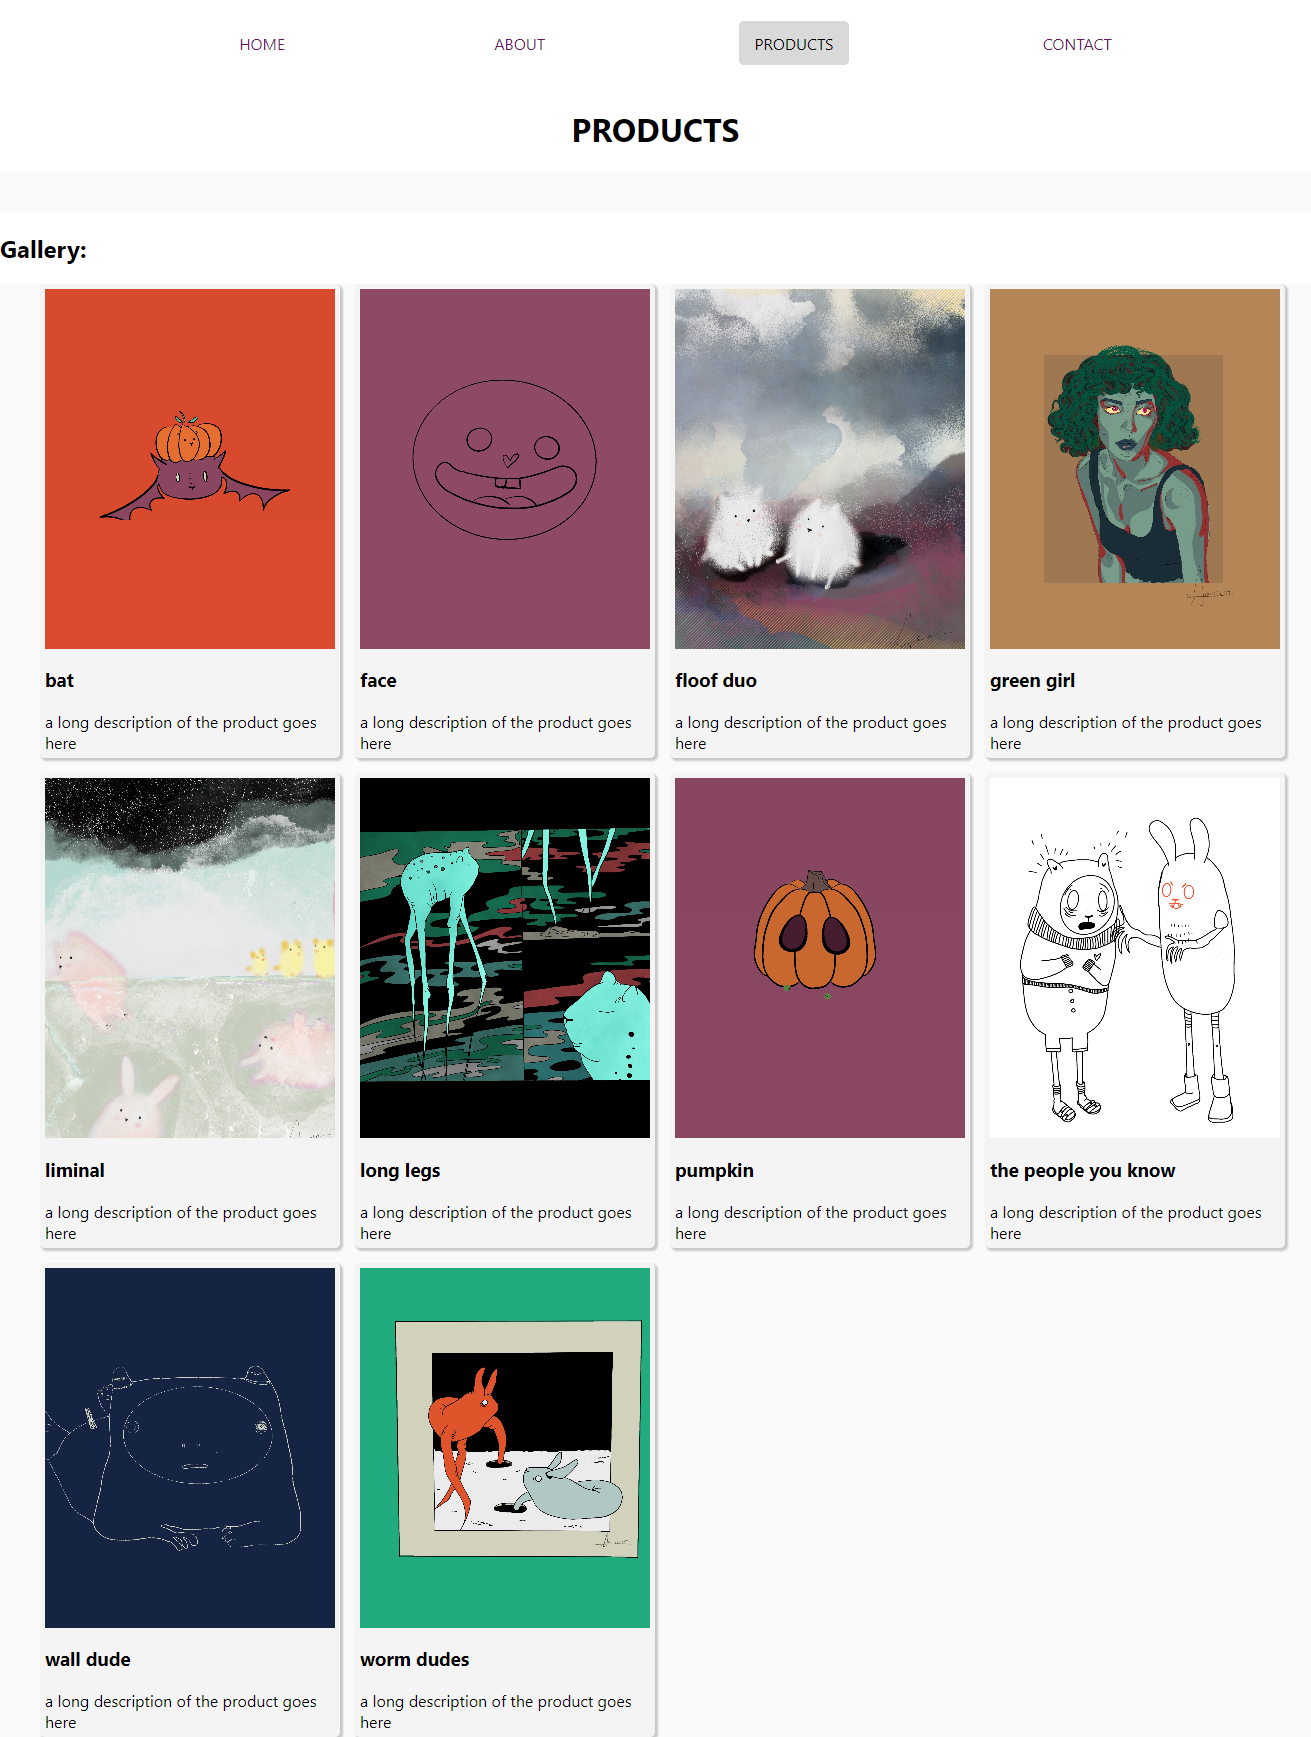 HOME ABOUT PRODUCTS CONTACT
PRODUCTS
Gallery:
bat
a long description of the product goes
here
face
a long description of the product goes
here
floof duo
a long description of the product goes
here
green girl
a long description of the product goes
here
liminal
a long description of the product goes
here
long legs
a long description of the product goes
here
pumpkin
a long description of the product goes
here
the people you know
a long description of the product goes
here
wall dude
a long description of the product goes
here
worm dudes
a long description of the product goes
here